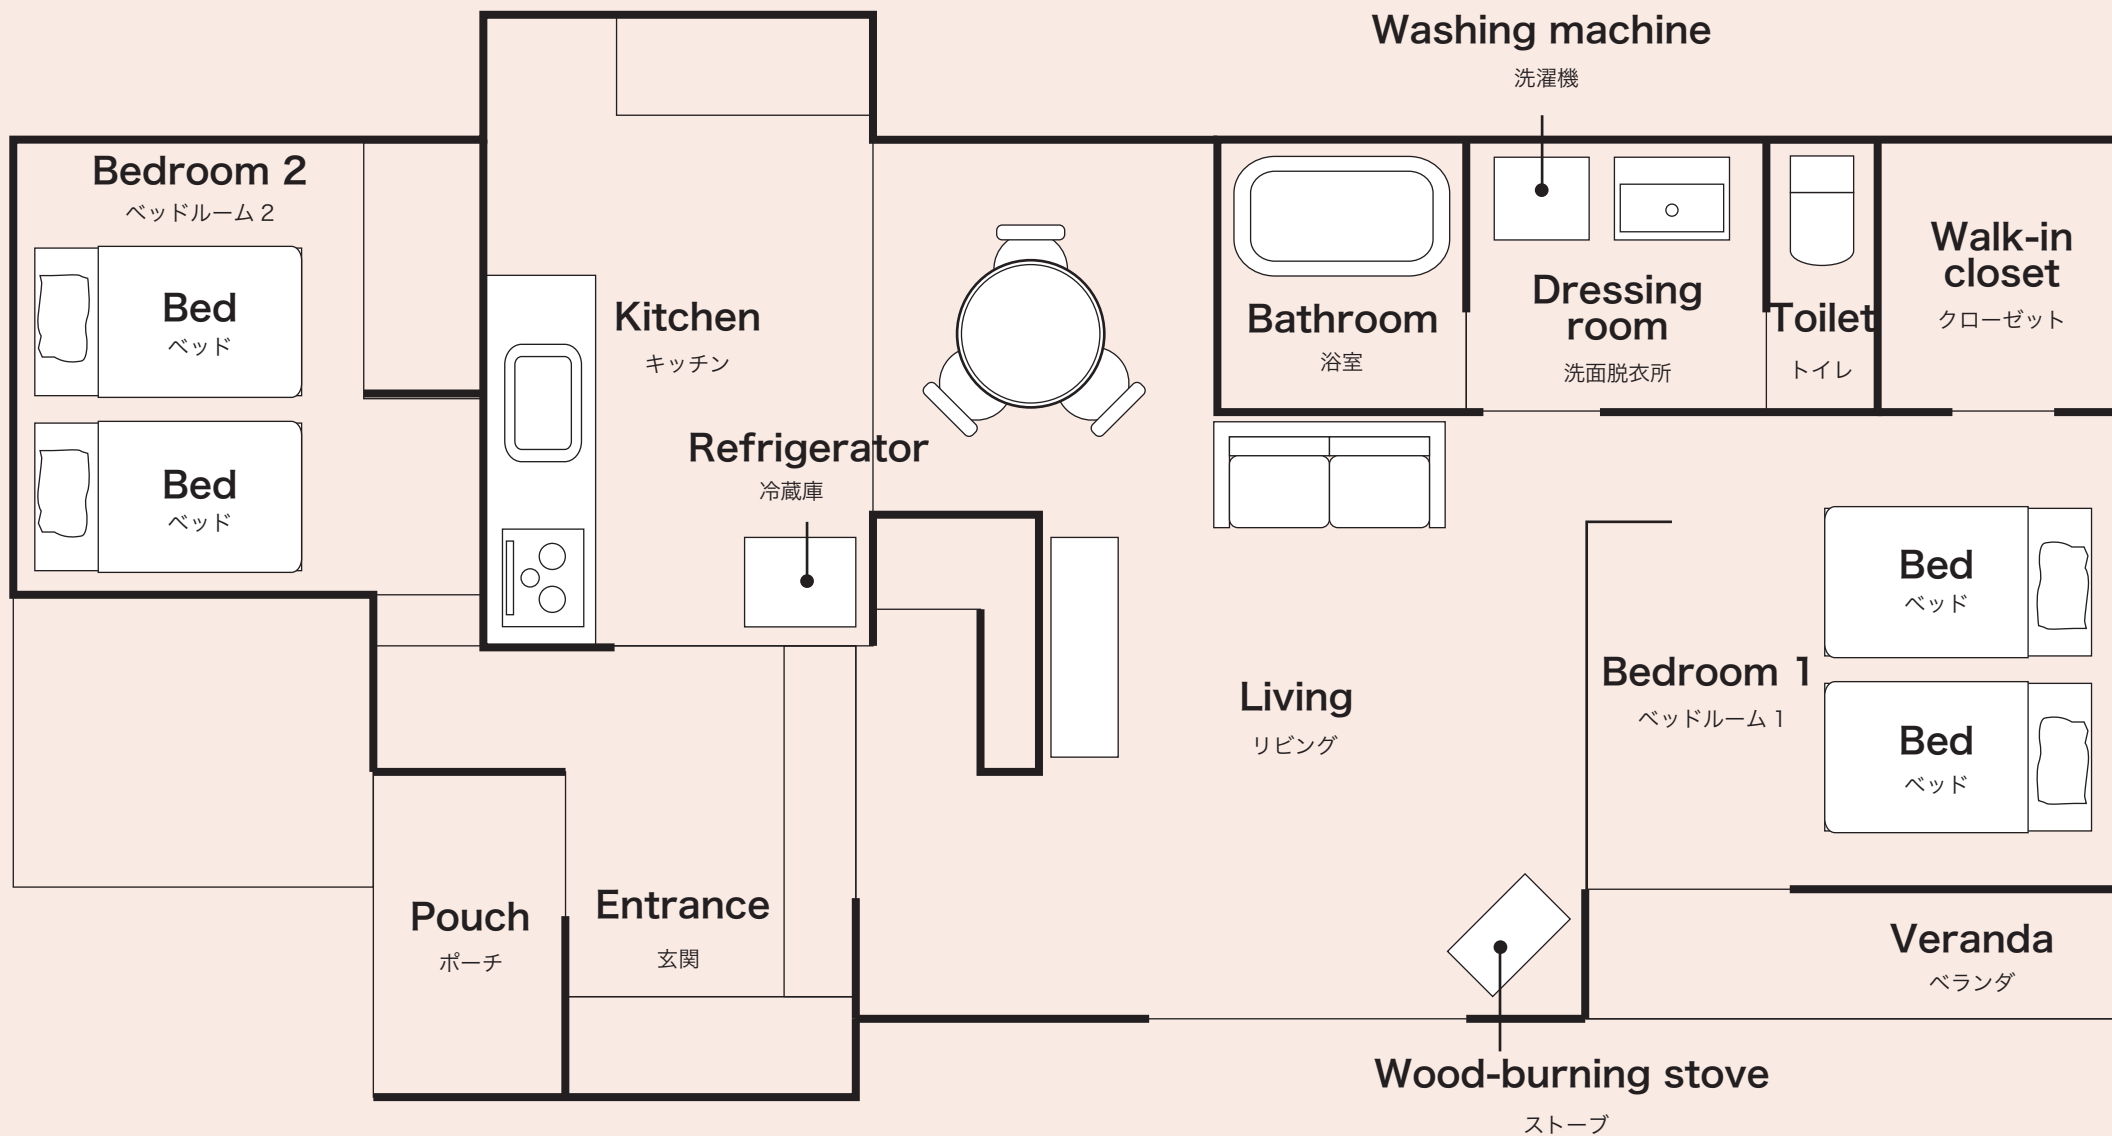 Washing machine
洗濯機
Bedroom 2
ベッドルーム 2
Bed
ベッド
Bed
ベッド
Kitchen
キッチン
Refrigerator
冷蔵庫
Bathroom
浴室
Dressing
room
洗面脱衣所
Toilet
トイレ
Walk-in
closet
クローゼット
Living
リビング
Bedroom 1
ベッドルーム 1
Bed
ベッド
Bed
ベッド
Pouch
ポーチ
Entrance
玄関
Veranda
ベランダ
Wood-burning stove
ストーブ